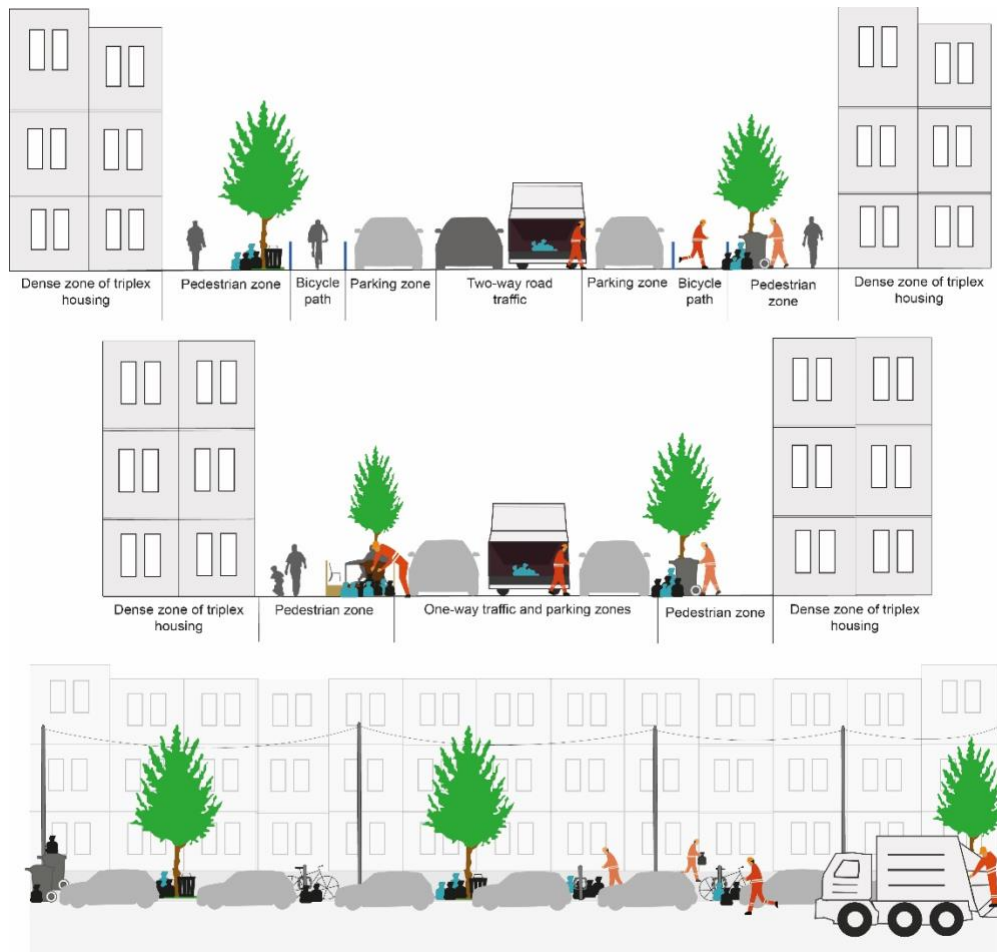 Dense zone of triplex
housing
Pedestrian zone
Bicycle
path
Parking zone
Two-way road
traffic
Parking zone
Bicycle
path
Pedestrian
zone
Dense zone of triplex
housing
Dense zone of triplex
housing
Pedestrian zone
One-way traffic and parking zones
Pedestrian zone
Dense zone of triplex
housing